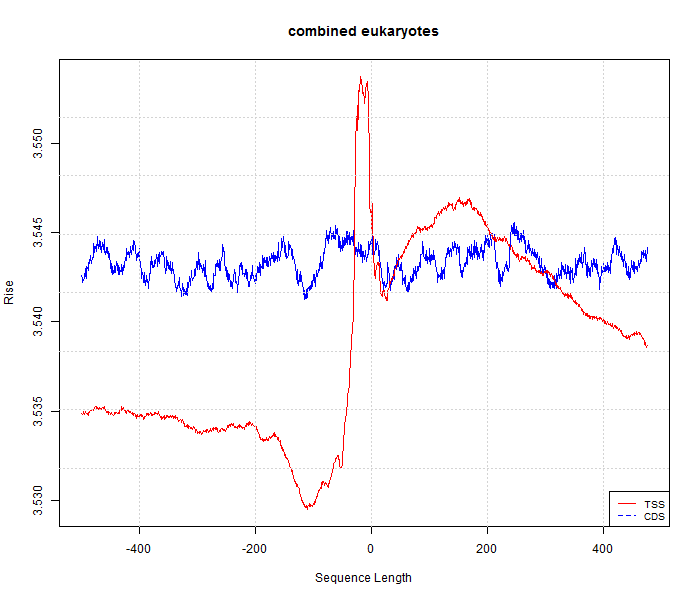 combined eukaryotes
Rise
3.550
3.545
3.540
3.535
3.530
-400
-200
0
200
400
Sequence Length
TSS
CDS